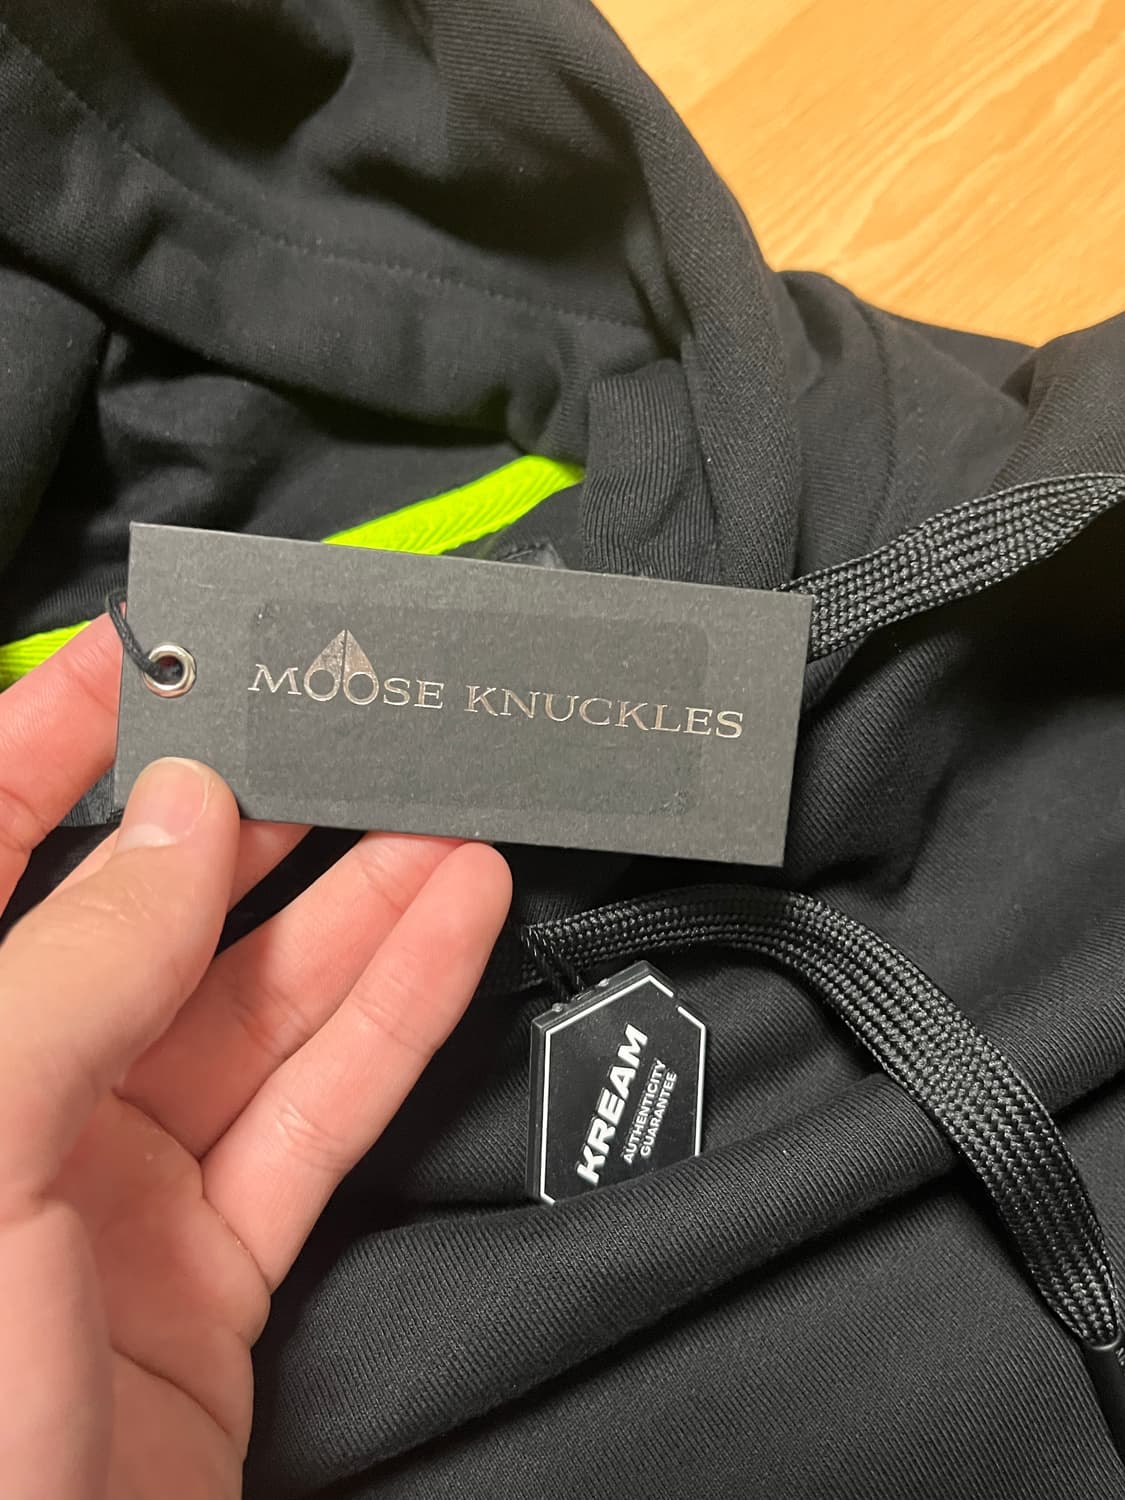 MOOSE KNUCKLES
KREAM
AUTHENTICITY
GUARANTEE